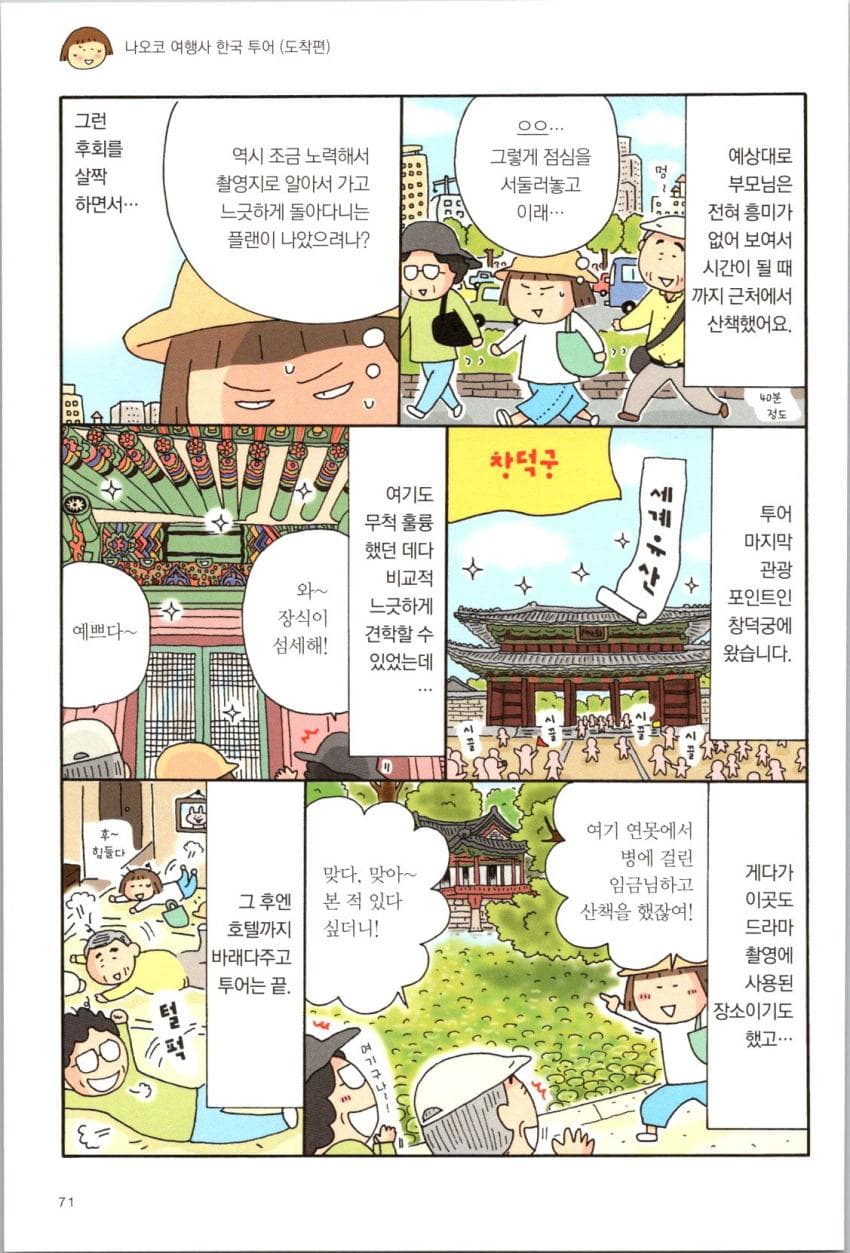 나오코 여행사 한국 투어 (도착편)
예상대로
부모님은
전혀 흥미가
없어 보여서
시간이 될 때
까지 근처에서
산책했어요.
으으…
그렇게 점심을
서둘러놓고
이래…
멍~
40분
정도
역시 조금 노력해서
촬영지로 알아서 가고
느긋하게 돌아다니는
플랜이 나았으려나?
그런
후회를
살짝
하면서…
투어
마지막
관광
포인트인
창덕궁에
왔습니다.
창덕궁
세계유산
시끌
시끌
시끌
시끌
여기도
무척 훌륭
했던 데다
비교적
느긋하게
견학할 수
있었는데
…
와~
장식이
섬세해!
예쁘다~
게다가
이곳도
드라마
촬영에
사용된
장소이기도
했고…
여기 연못에서
병에 걸린
임금님하고
산책을 했잖여!
맞다, 맞아~
본 적 있다
싶더니!
여기구나~!
그 후엔
호텔까지
바래다주고
투어는 끝.
후~
힘들다
털
퍽
71